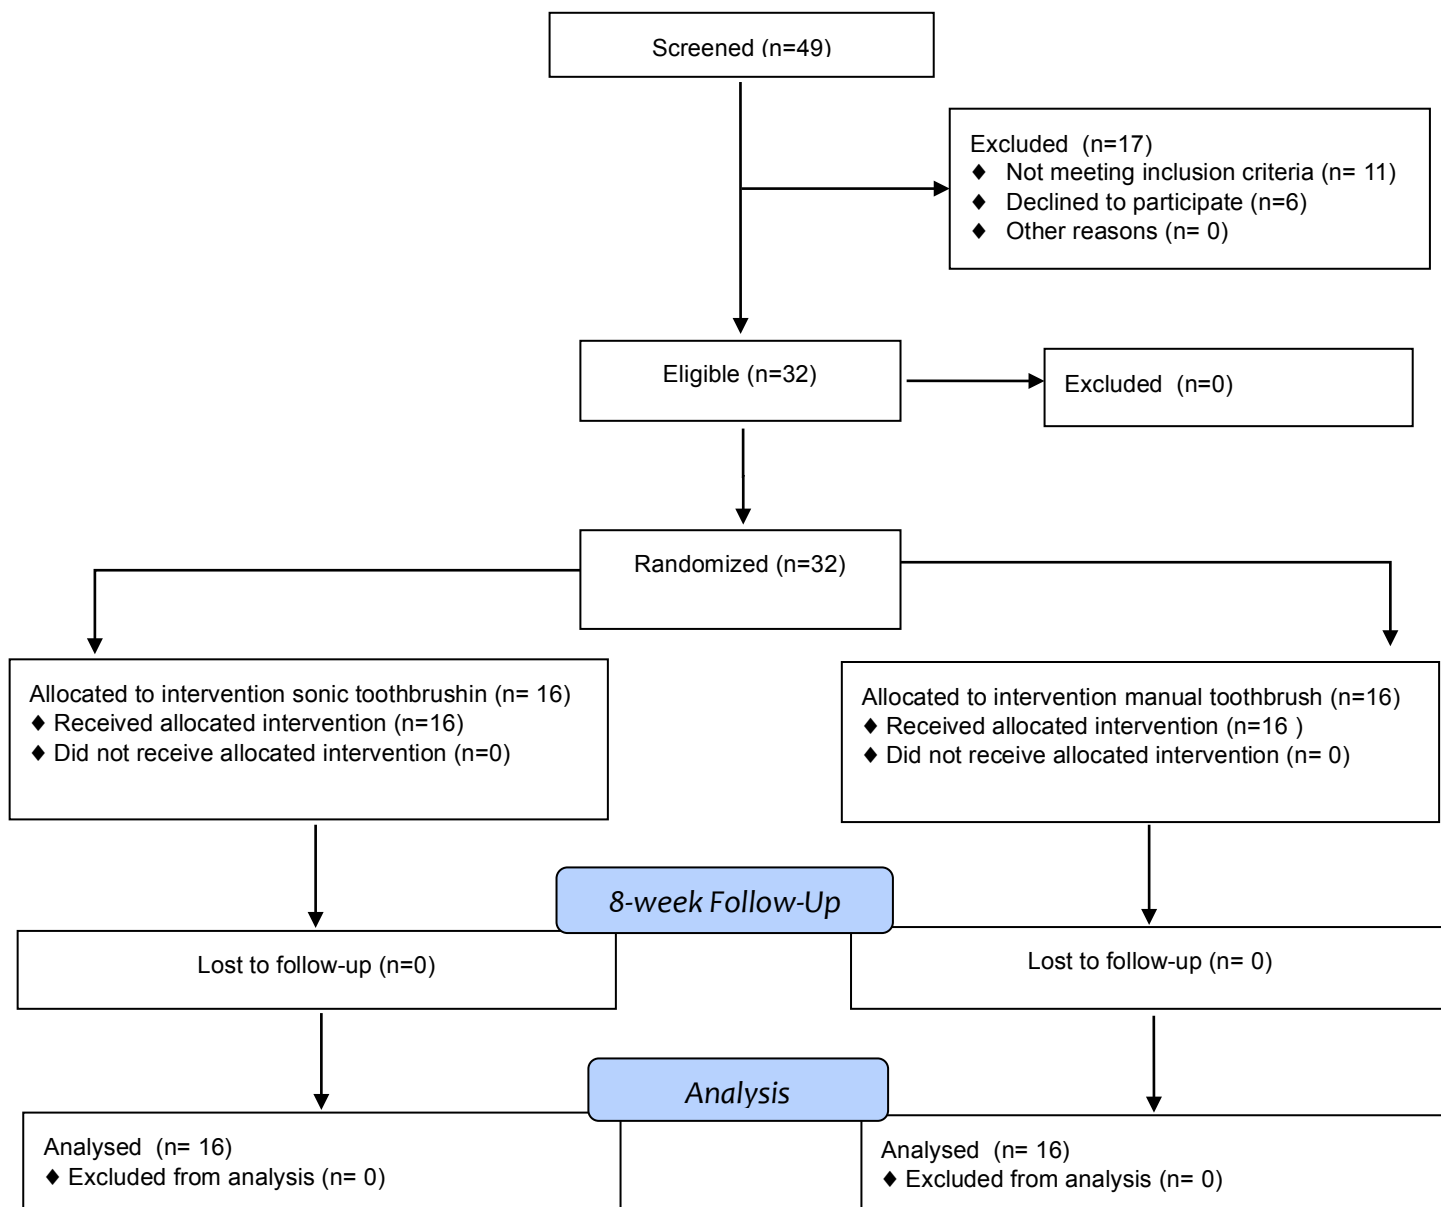 Screened (n=49)
Excluded (n=17)
♦ Not meeting inclusion criteria (n= 11)
♦ Declined to participate (n=6)
♦ Other reasons (n= 0)
Eligible (n=32)
Excluded (n=0)
Randomized (n=32)
Allocated to intervention sonic toothbrushin (n= 16)
♦ Received allocated intervention (n=16)
♦ Did not receive allocated intervention (n=0)
Allocated to intervention manual toothbrush (n=16)
♦ Received allocated intervention (n=16 )
♦ Did not receive allocated intervention (n= 0)
8-week Follow-Up
Lost to follow-up (n=0)
Lost to follow-up (n= 0)
Analysis
Analysed (n= 16)
♦ Excluded from analysis (n= 0)
Analysed (n= 16)
♦ Excluded from analysis (n= 0)